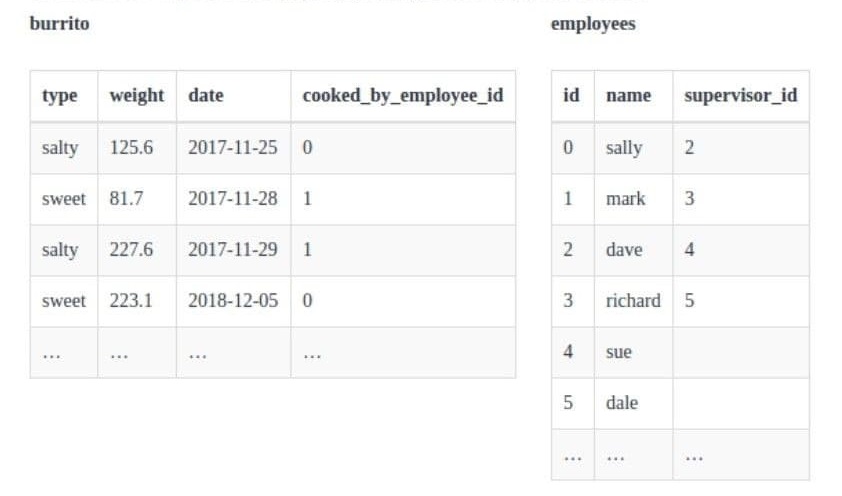 burrito
type weight date cooked_by_employee_id
salty 125.6 2017-11-25 0
sweet 81.7 2017-11-28 1
salty 227.6 2017-11-29 1
sweet 223.1 2018-12-05 0
... ... ... ...
employees
id name supervisor_id
0 sally 2
1 mark 3
2 dave 4
3 richard 5
4 sue
5 dale
... ... ...